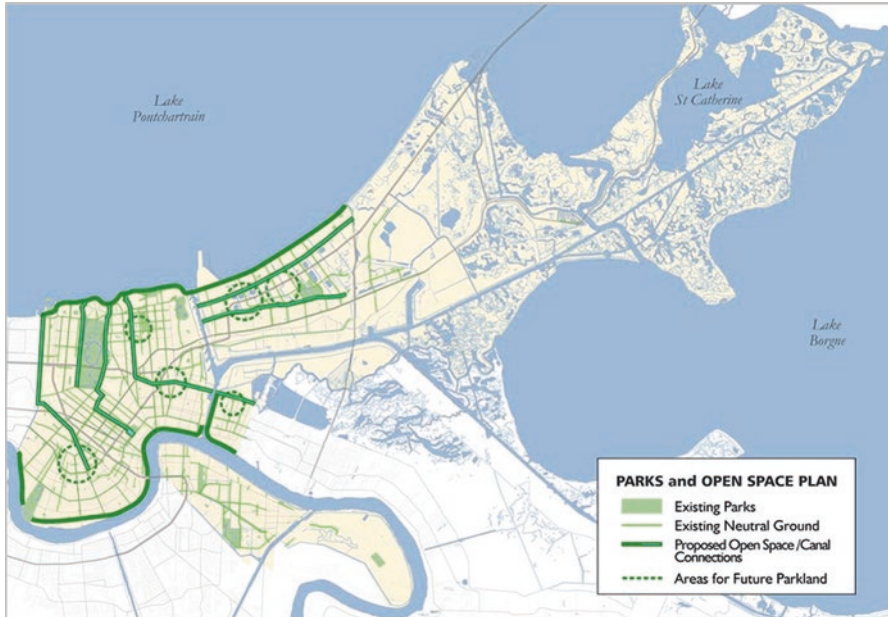 Lake
Pontchartrain
Lake
St Catherine
Lake
Borgne
PARKS and OPEN SPACE PLAN
Existing Parks
Existing Neutral Ground
Proposed Open Space /Canal
Connections
Areas for Future Parkland